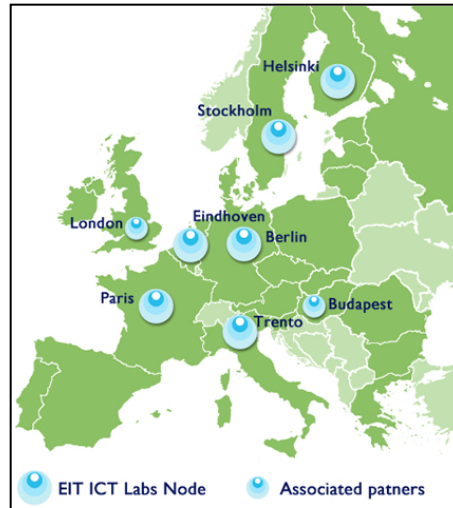 Helsinki
Stockholm
London
Eindhoven
Berlin
Paris
Budapest
Trento
EIT ICT Labs Node
Associated patners